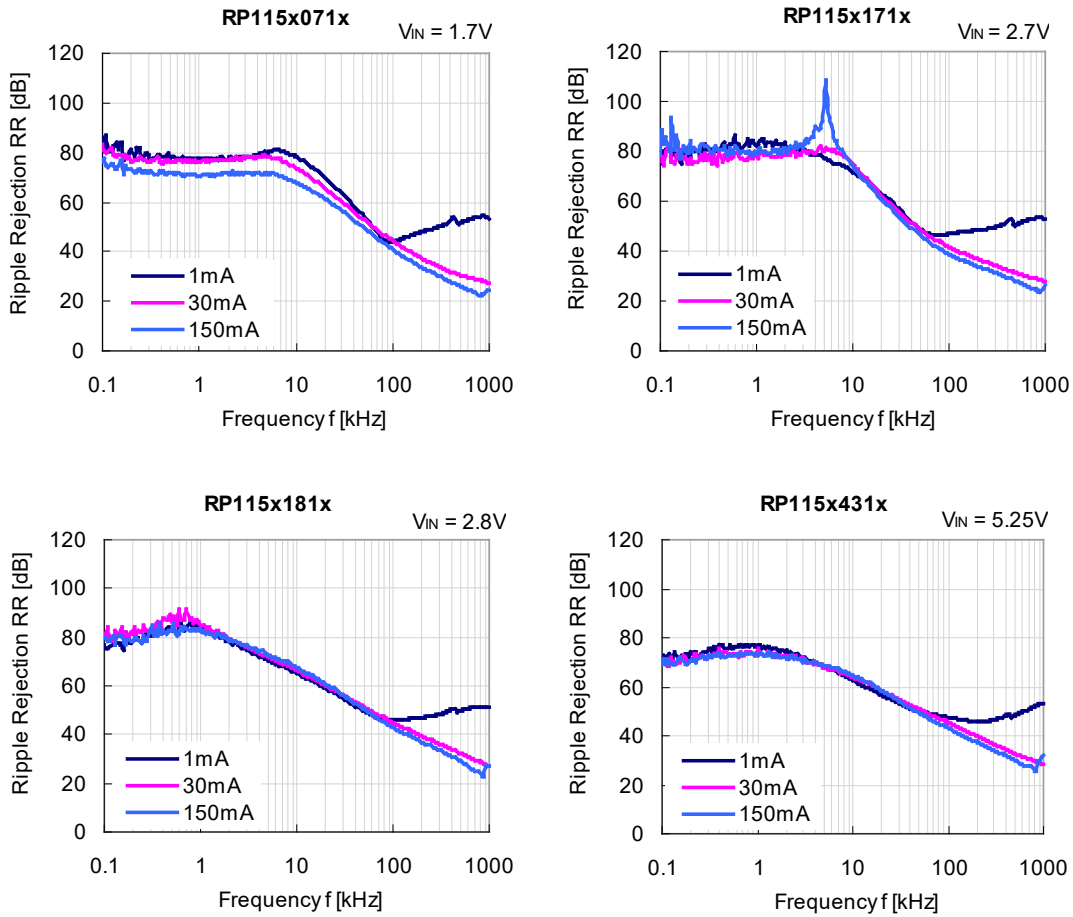 RP115x071x
VIN = 1.7V
Ripple Rejection RR [dB]
120
100
80
60
40
20
0
1mA
30mA
150mA
0.1
1
10
100
1000
Frequency f [kHz]
RP115x171x
VIN = 2.7V
Ripple Rejection RR [dB]
120
100
80
60
40
20
0
1mA
30mA
150mA
0.1
1
10
100
1000
Frequency f [kHz]
RP115x181x
VIN = 2.8V
Ripple Rejection RR [dB]
120
100
80
60
40
20
0
1mA
30mA
150mA
0.1
1
10
100
1000
Frequency f [kHz]
RP115x431x
VIN = 5.25V
Ripple Rejection RR [dB]
120
100
80
60
40
20
0
1mA
30mA
150mA
0.1
1
10
100
1000
Frequency f [kHz]